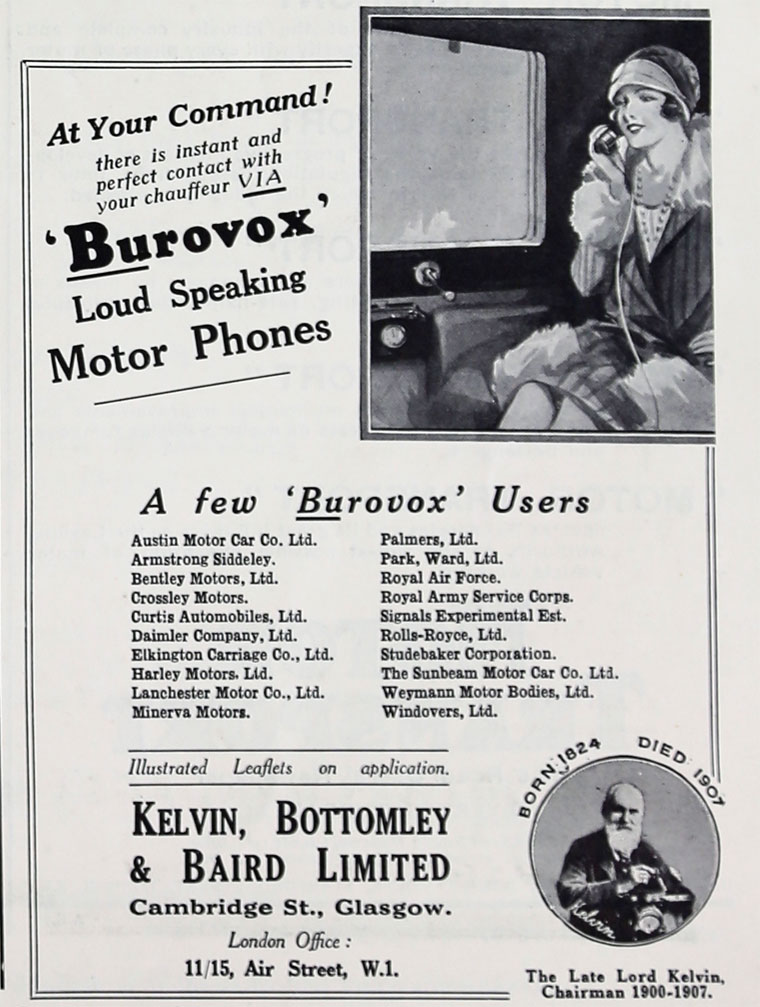 At Your Command!
there is instant and
perfect contact with
your chauffeur VIA
'Burovox'
Loud Speaking
Motor Phones
A few 'Burovox' Users
Austin Motor Car Co. Ltd.
Armstrong Siddeley.
Bentley Motors, Ltd.
Crossley Motors.
Curtis Automobiles, Ltd.
Daimler Company, Ltd.
Elkington Carriage Co., Ltd.
Harley Motors. Ltd.
Lanchester Motor Co., Ltd.
Minerva Motors.
Palmers, Ltd.
Park, Ward, Ltd.
Royal Air Force.
Royal Army Service Corps.
Signals Experimental Est.
Rolls-Royce, Ltd.
Studebaker Corporation.
The Sunbeam Motor Car Co. Ltd.
Weymann Motor Bodies, Ltd.
Windovers, Ltd.
Illustrated Leaflets on application.
KELVIN, BOTTOMLEY
& BAIRD LIMITED
Cambridge St., Glasgow.
London Office :
11/15, Air Street, W.1.
BORN: 1824 DIED: 1907
Kelvin
The Late Lord Kelvin,
Chairman 1900-1907.